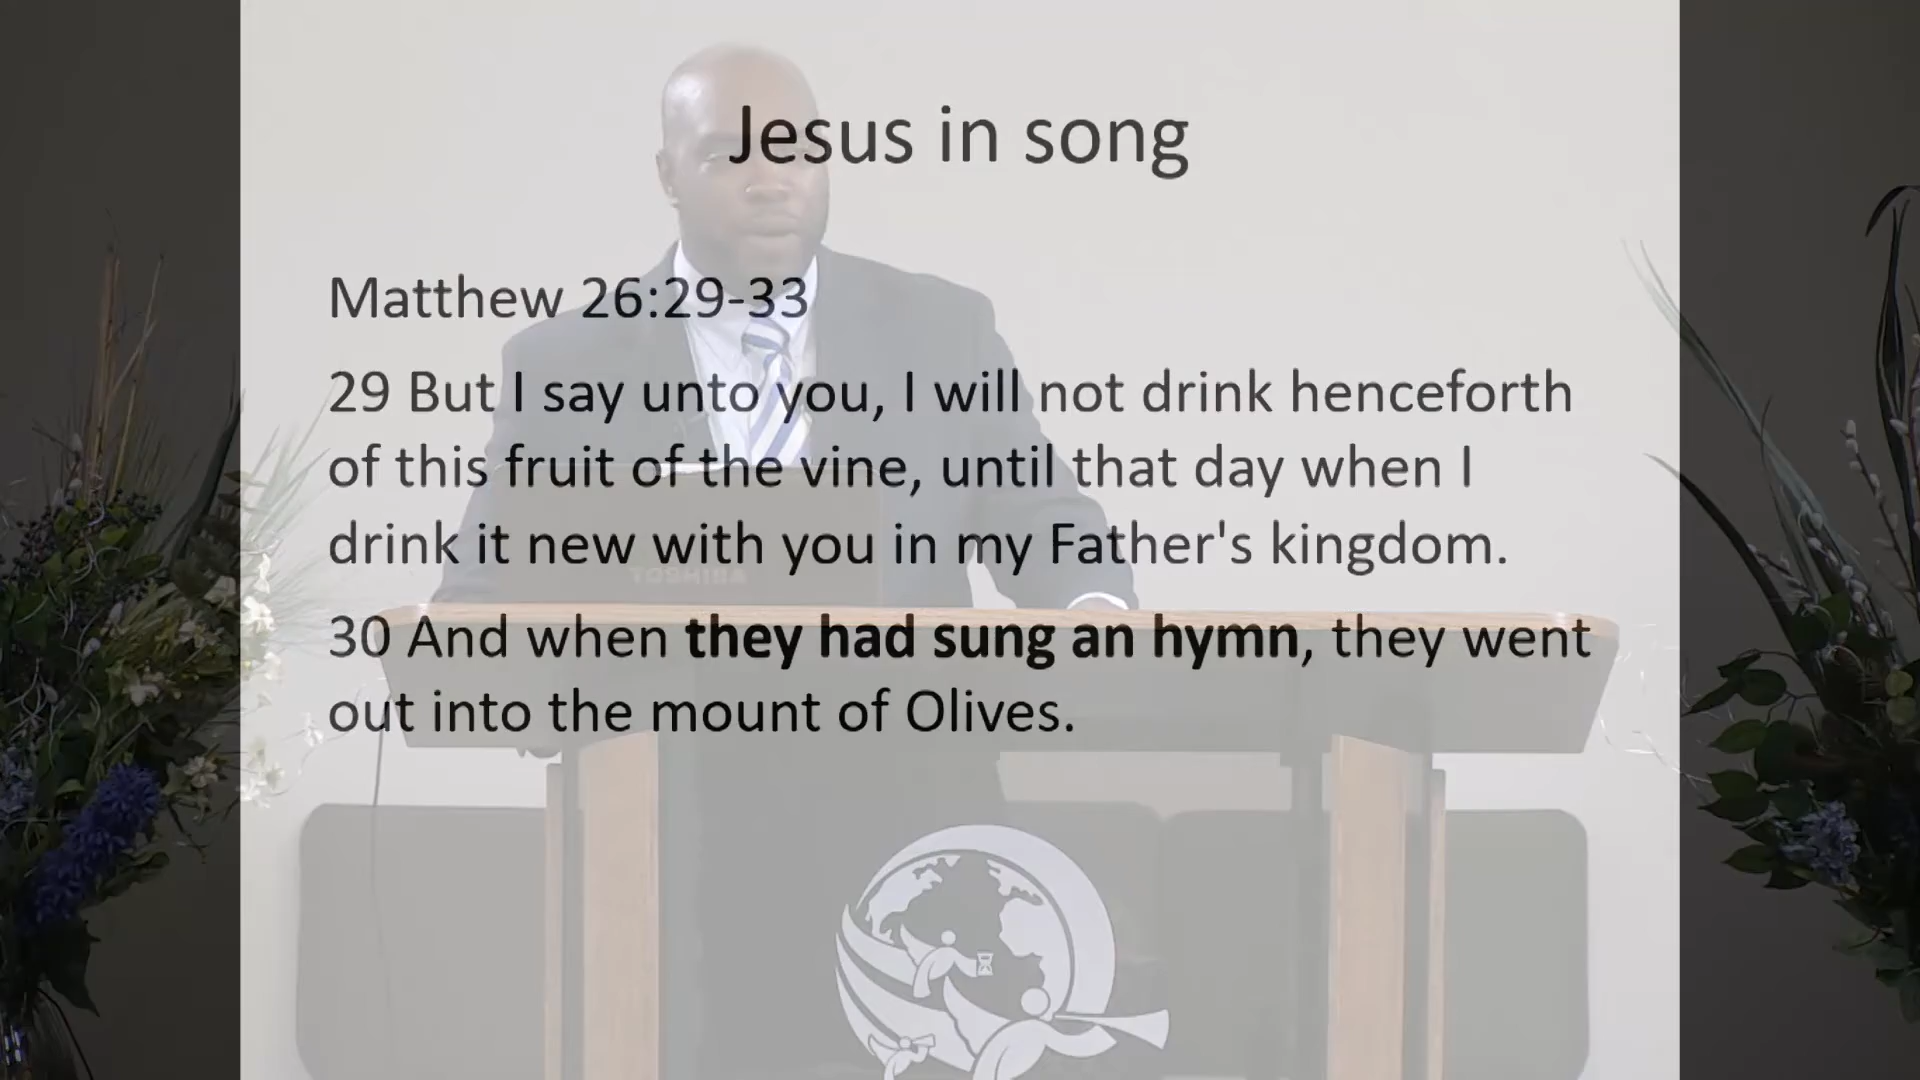 Jesus in song
Matthew 26:29-33
29 But I say unto you, I will not drink henceforth
of this fruit of the vine, until that day when I
drink it new with you in my Father's kingdom.
TOSHIBA
30 And when they had sung an hymn, they went
out into the mount of Olives.